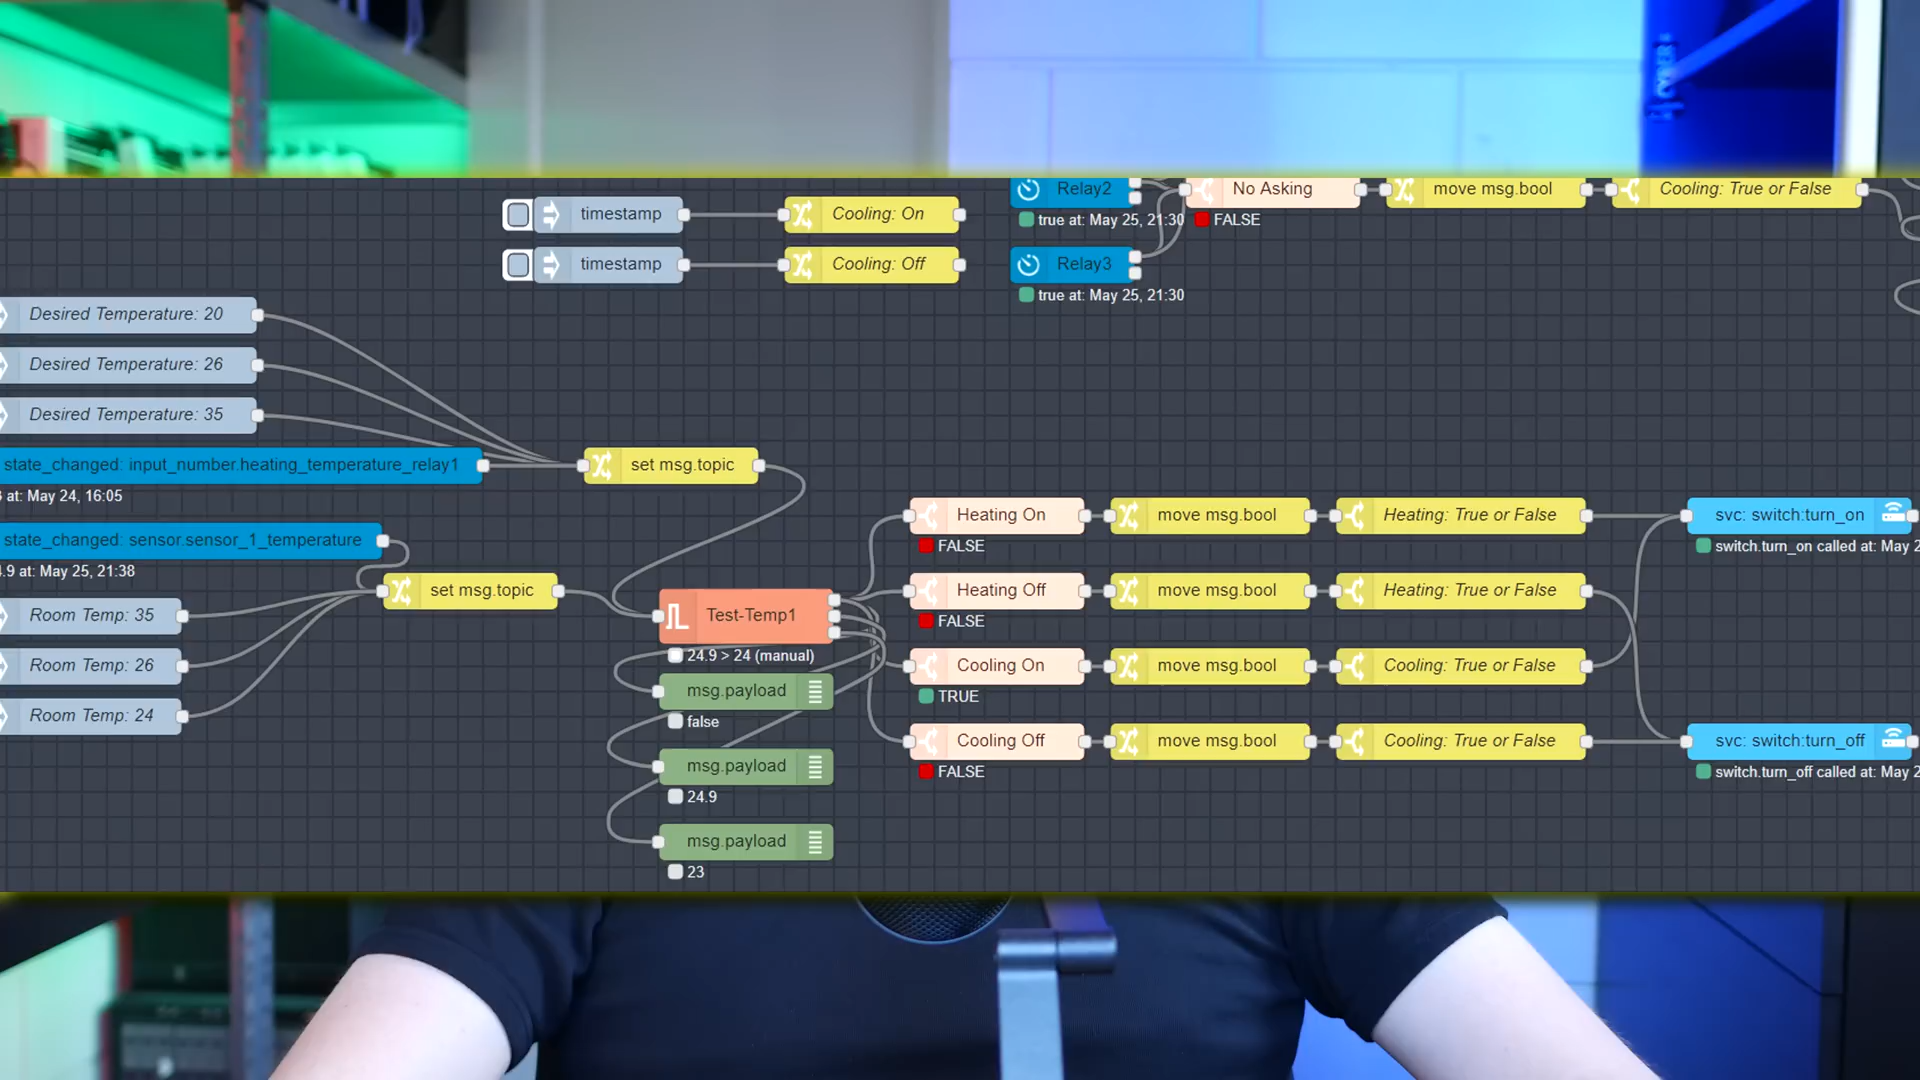 Relay2
No Asking
move msg.bool
Cooling: True or False
true at: May 25, 21:30
FALSE
timestamp
Cooling: On
timestamp
Cooling: Off
Relay3
true at: May 25, 21:30
Desired Temperature: 20
Desired Temperature: 26
Desired Temperature: 35
state_changed: input_number.heating_temperature_relay1
at: May 24, 16:05
set msg.topic
state_changed: sensor.sensor_1_temperature
.9 at: May 25, 21:38
set msg.topic
Room Temp: 35
Room Temp: 26
Room Temp: 24
Test-Temp1
24.9 > 24 (manual)
msg.payload
false
msg.payload
24.9
msg.payload
23
Heating On
move msg.bool
Heating: True or False
svc: switch:turn_on
FALSE
switch.turn_on called at: May 2
Heating Off
move msg.bool
Heating: True or False
FALSE
Cooling On
move msg.bool
Cooling: True or False
TRUE
Cooling Off
move msg.bool
Cooling: True or False
svc: switch:turn_off
FALSE
switch.turn_off called at: May 2